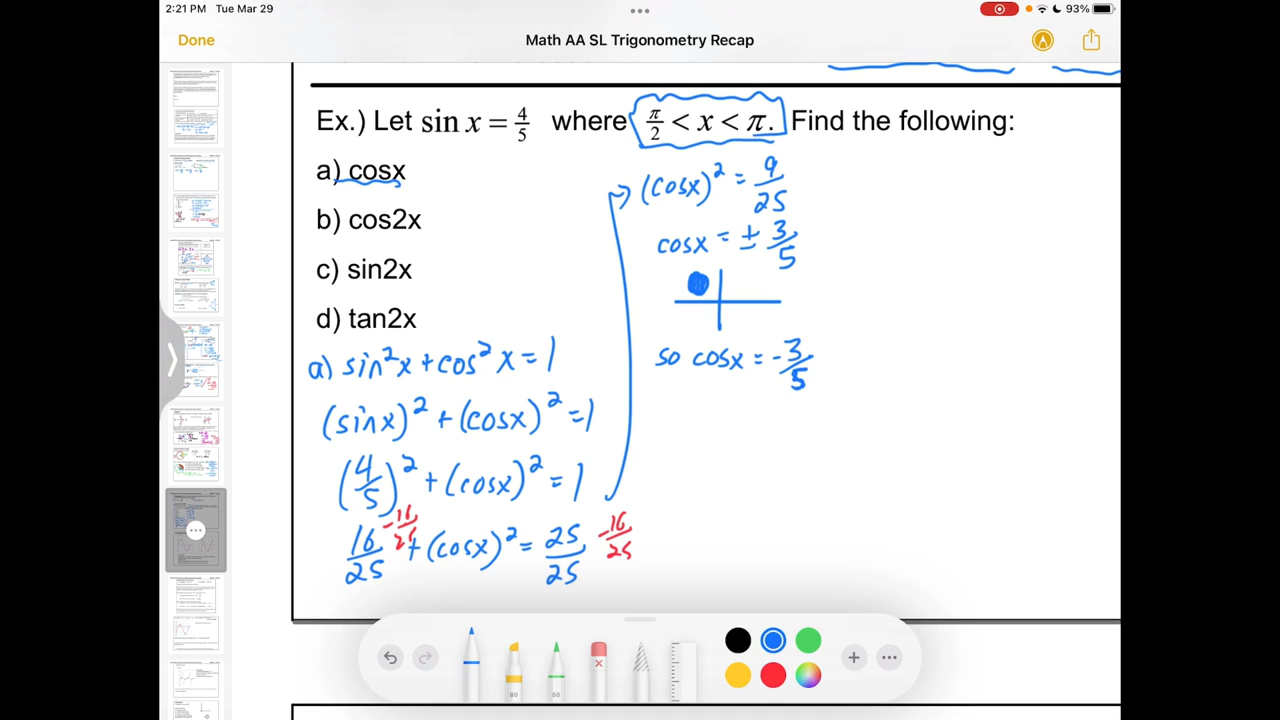 2:21 PM Tue Mar 29
93%
Done
Math AA SL Trigonometry Recap
Ex.) Let sin x = 4/5 where π/2 < x < π. Find the following:
a) cosx
b) cos2x
c) sin2x
d) tan2x
a) sin²x + cos²x = 1
(sinx)² + (cosx)² = 1
(4/5)² + (cosx)² = 1
16/25 -16/25 + (cosx)² = 25/25 -16/25
(cosx)² = 9/25
cosx = ± 3/5
so cosx = -3/5
80
50